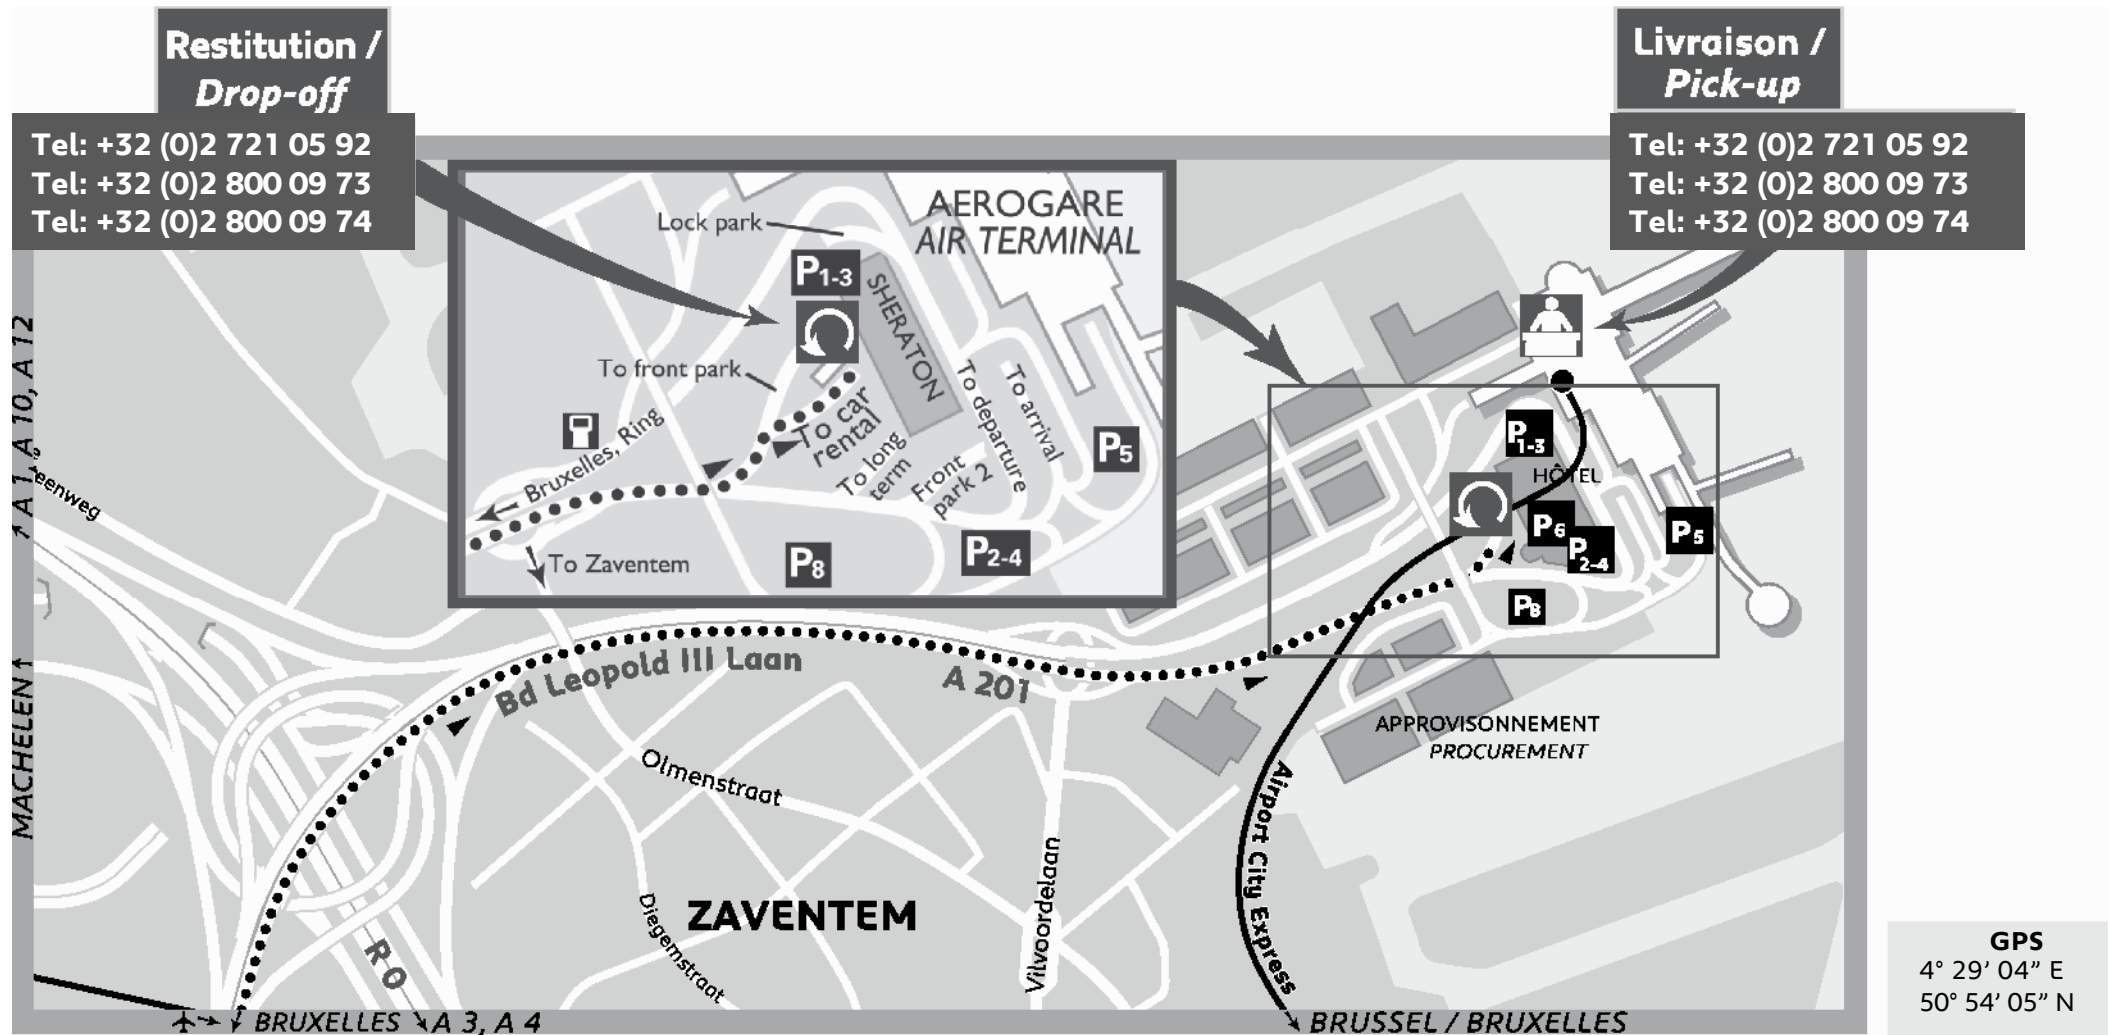 Restitution /
Drop-off
Tel: +32 (0)2 721 05 92
Tel: +32 (0)2 800 09 73
Tel: +32 (0)2 800 09 74
Livraison /
Pick-up
Tel: +32 (0)2 721 05 92
Tel: +32 (0)2 800 09 73
Tel: +32 (0)2 800 09 74
AEROGARE
AIR TERMINAL
Lock park
P1-3
SHERATON
To front park
To car
rental
To long
term
Front
park 2
To departure
To arrival
P5
Bruxelles, Ring
To Zaventem
P8
P2-4
P1-3
HÔTEL
P6
P2-4
P5
P8
A 1, A 10, A 12
eenweg
MACHELEN
Bd Leopold III Laan
A 201
APPROVISONNEMENT
PROCUREMENT
Olmenstraat
Airport City Express
Vilvoordelaan
Diegemstraat
ZAVENTEM
R 0
BRUXELLES
A 3, A 4
BRUSSEL / BRUXELLES
GPS
4° 29’ 04” E
50° 54’ 05” N